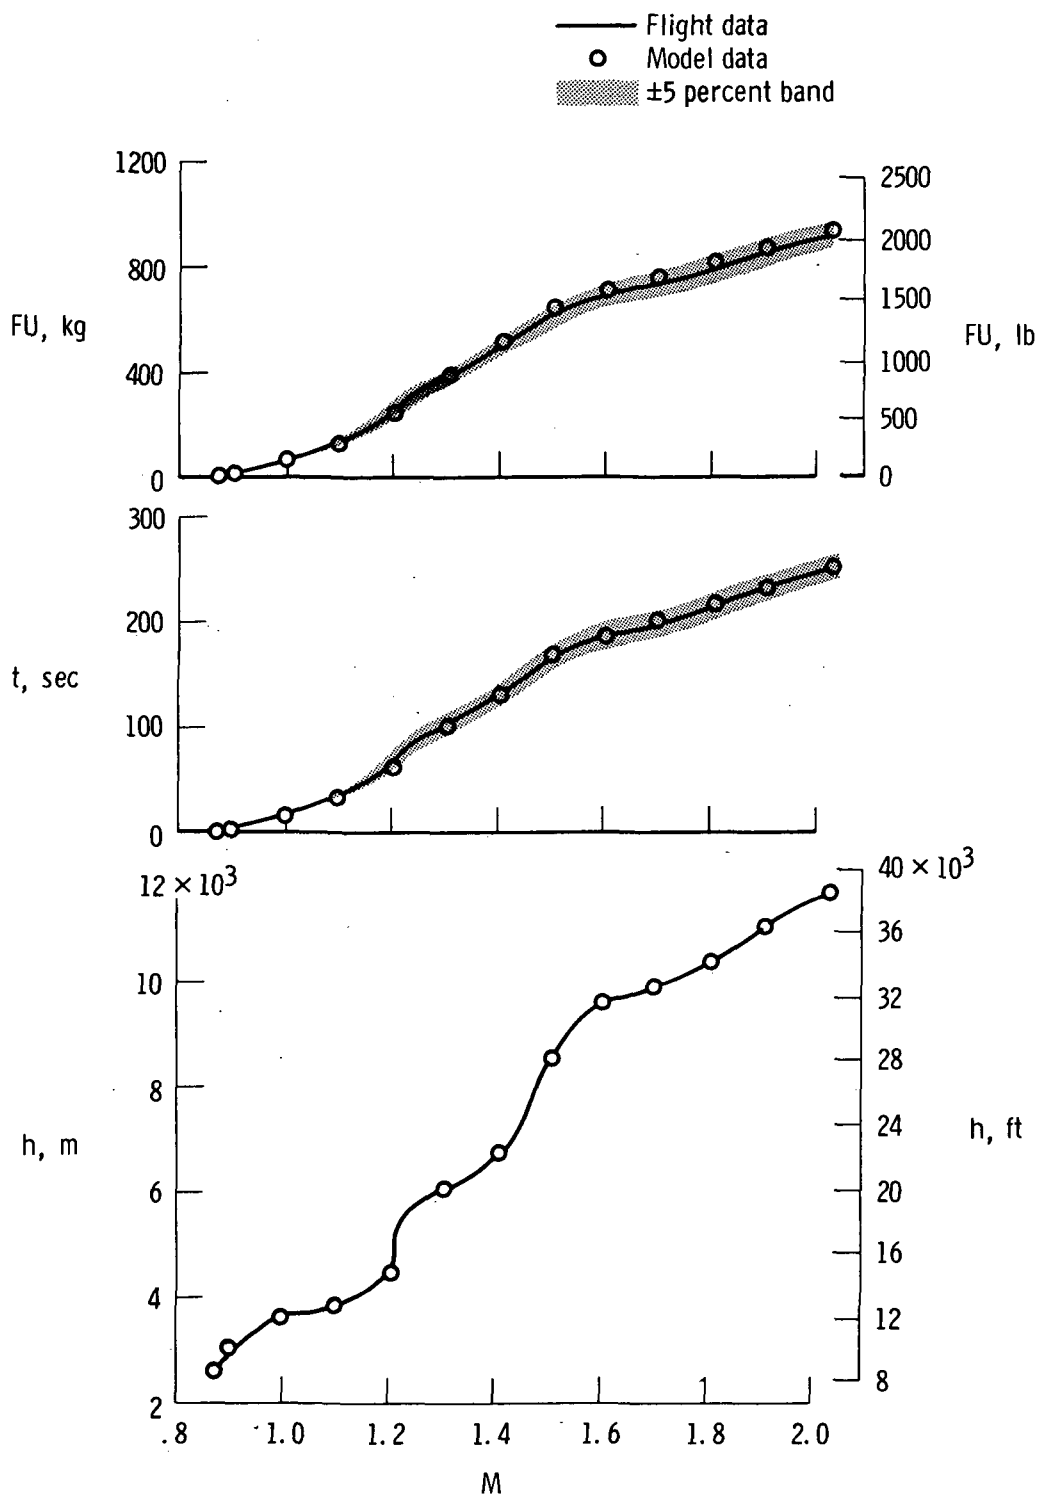 Flight data
Model data
±5 percent band
1200
800
400
0
FU, kg
2500
2000
1500
1000
500
0
FU, lb
300
200
100
0
t, sec
12 × 10³
10
8
6
4
2
h, m
40 × 10³
36
32
28
24
20
16
12
8
h, ft
.8 1.0 1.2 1.4 1.6 1.8 2.0
M